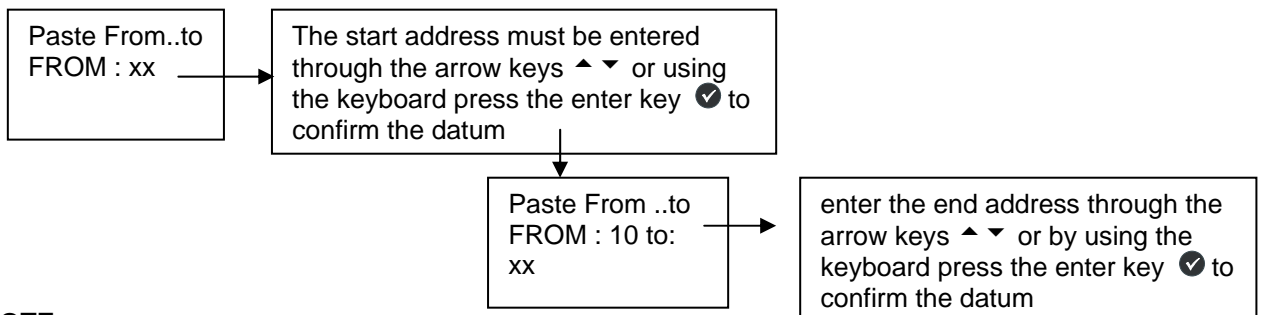 Paste From..to
FROM : xx
The start address must be entered
through the arrow keys ▲ ▼ or using
the keyboard press the enter key ✔ to
confirm the datum
Paste From ..to
FROM : 10 to:
xx
enter the end address through the
arrow keys ▲ ▼ or by using the
keyboard press the enter key ✔ to
confirm the datum